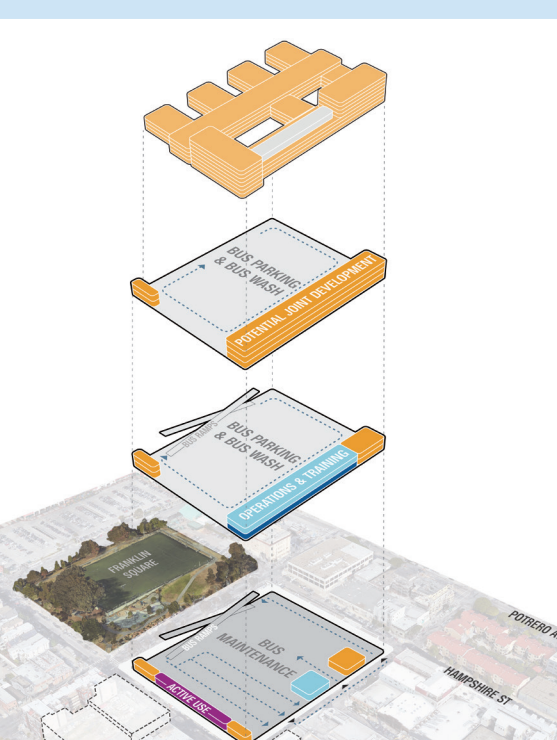 BUS PARKING
& BUS WASH
POTENTIAL JOINT DEVELOPMENT
BUS RAMPS
BUS PARKING
& BUS WASH
OPERATIONS & TRAINING
FRANKLIN
SQUARE
BUS RAMPS
BUS
MAINTENANCE
ACTIVE USE
POTRERO A
HAMPSHIRE ST